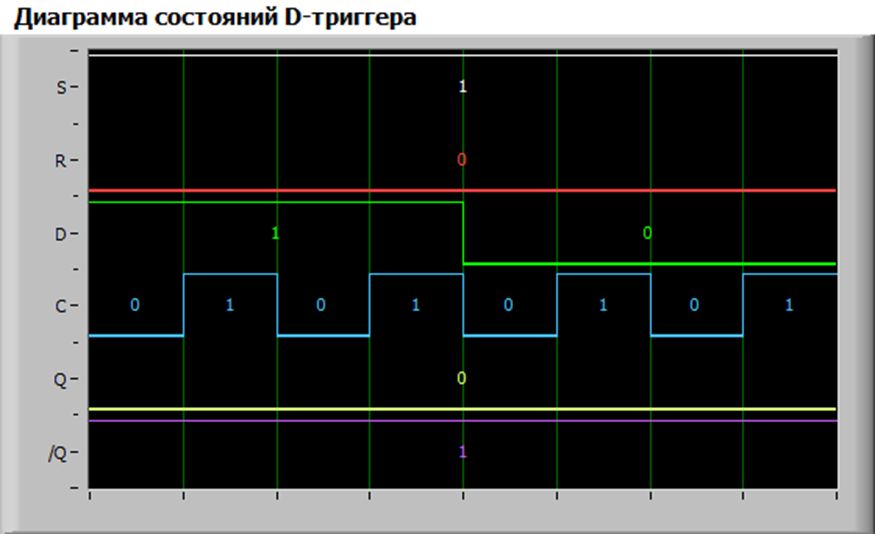 Диаграмма состояний D-триггера
S 1
R 0
D 1 0
C 0 1 0 1 0 1 0 1
Q 0
/Q 1